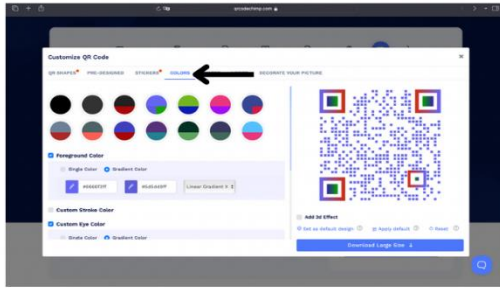 qrcodechimp.com
Customize QR Code
QR SHAPES PRE-DESIGNED STICKERS COLORS DECORATE YOUR PICTURE
Foreground Color
Single Color Gradient Color
Linear Gradient
Custom Stroke Color
Custom Eye Color
Single Color Gradient Color
Add 3d Effect
Set as default design Apply default Reset
Download Large Size